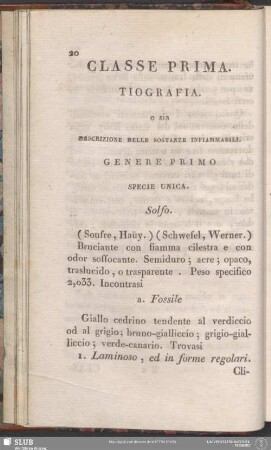 20
CLASSE PRIMA.
TIOGRAFIA.
O SIA
DESCRIZIONE DELLE SOSTANZE INFIAMMABILI.
GENERE PRIMO
SPECIE UNICA.
Solfo.
(Soufre, Haüy.) (Schwefel, Werner.)
Bruciante con fiamma cilestra e con
odor soffocante. Semiduro; acre; opaco,
traslucido, o trasparente. Peso specifico
2,033. Incontrasi
a. Fossile
Giallo cedrino tendente al verdiccio
od al grigio; bruno-gialliccio; grigio-gial-
liccio; verde-canario. Trovasi
1. Laminoso, ed in forme regolari.
Cli-
SLUB